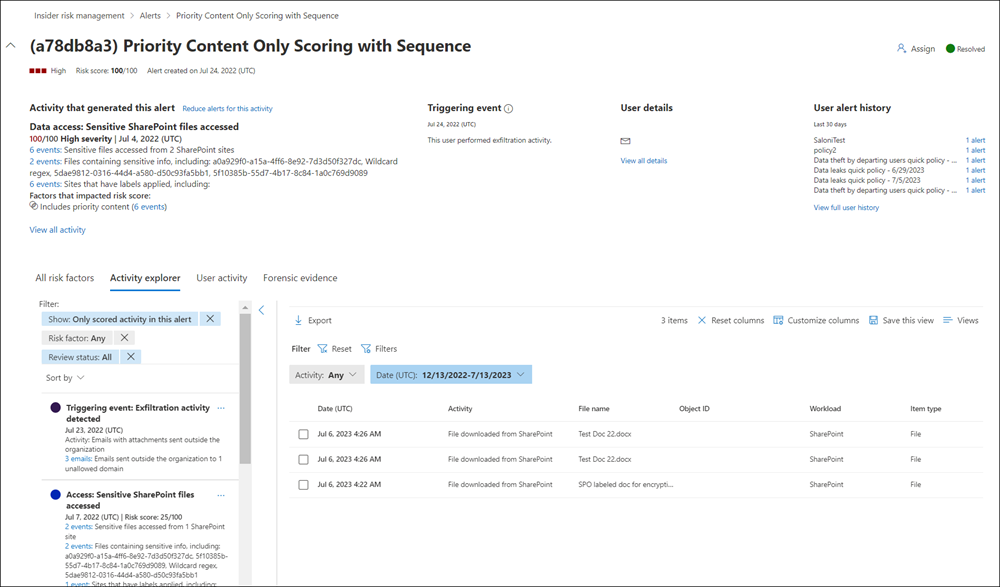 Insider risk management > Alerts > Priority Content Only Scoring with Sequence
(a78db8a3) Priority Content Only Scoring with Sequence
Assign
Resolved
High Risk score: 100/100 Alert created on Jul 24, 2022 (UTC)
Activity that generated this alert Reduce alerts for this activity
Data access: Sensitive SharePoint files accessed
100/100 High severity | Jul 4, 2022 (UTC)
6 events: Sensitive files accessed from 2 SharePoint sites
2 events: Files containing sensitive info, including: a0a929f0-a15a-4ff6-8e92-7d3d50f327dc, Wildcard
regex, 5dae9812-0316-44d4-a580-d50c93fa5bb1, 5f10385b-55d7-4b17-8c84-1a0c769d9089
6 events: Sites that have labels applied, including:
Factors that impacted risk score:
Includes priority content (6 events)
View all activity
Triggering event
Jul 24, 2022 (UTC)
This user performed exfiltration activity.
User details
View all details
User alert history
Last 30 days
SaloniTest 1 alert
policy2 1 alert
Data theft by departing users quick policy - ... 1 alert
Data leaks quick policy - 6/29/2023 1 alert
Data leaks quick policy - 7/5/2023 1 alert
Data theft by departing users quick policy - ... 1 alert
View full user history
All risk factors Activity explorer User activity Forensic evidence
Filter:
Show: Only scored activity in this alert
Risk factor: Any
Review status: All
Sort by
Triggering event: Exfiltration activity ...
detected
Jul 23, 2022 (UTC)
Activity: Emails with attachments sent outside the
organization
3 emails: Emails sent outside the organization to 1
unallowed domain
Access: Sensitive SharePoint files ...
accessed
Jul 7, 2022 (UTC) | Risk score: 25/100
2 events: Sensitive files accessed from 1 SharePoint
site
2 events: Files containing sensitive info, including:
a0a929f0-a15a-4ff6-8e92-7d3d50f327dc, 5f10385b-
55d7-4b17-8c84-1a0c769d9089, Wildcard regex,
5dae9812-0316-44d4-a580-d50c93fa5bb1
1 event: Sites that have labels applied, including:
Export
3 items Reset columns Customize columns Save this view Views
Filter Reset Filters
Activity: Any
Date (UTC): 12/13/2022-7/13/2023
Date (UTC) Activity File name Object ID Workload Item type
Jul 6, 2023 4:26 AM File downloaded from SharePoint Test Doc 22.docx SharePoint File
Jul 6, 2023 4:26 AM File downloaded from SharePoint Test Doc 22.docx SharePoint File
Jul 6, 2023 4:22 AM File downloaded from SharePoint SPO labeled doc for encrypti... SharePoint File